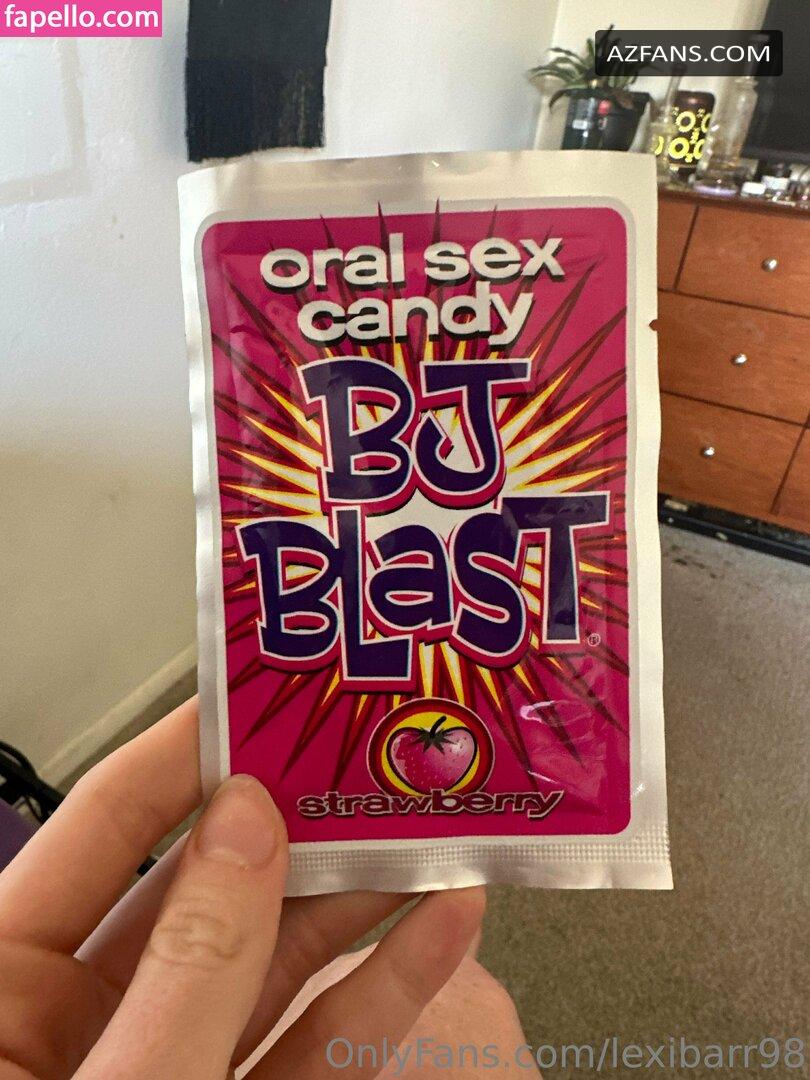 fapello.com
AZFANS.COM
oral sex
candy
BJ
BLaST
®
strawberry
OnlyFans.com/lexibarr98